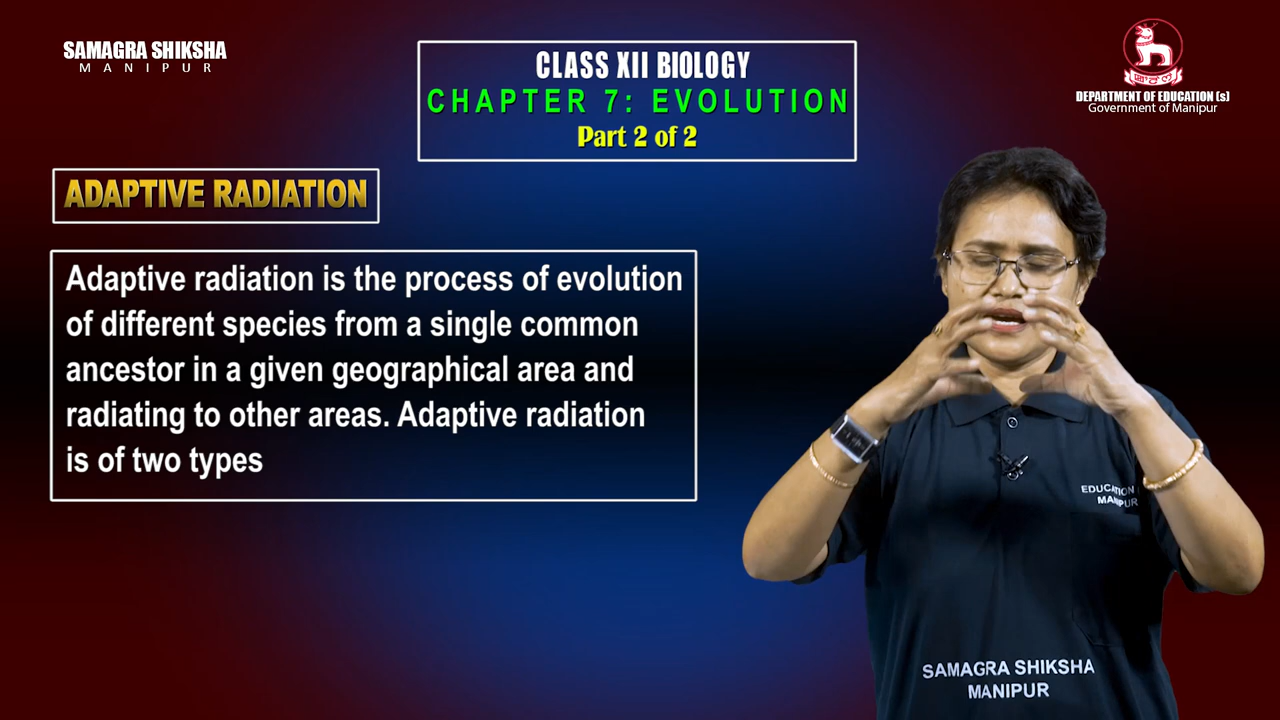 SAMAGRA SHIKSHA
MANIPUR
CLASS XII BIOLOGY
CHAPTER 7: EVOLUTION
Part 2 of 2
DEPARTMENT OF EDUCATION (s)
Government of Manipur
ADAPTIVE RADIATION
Adaptive radiation is the process of evolution
of different species from a single common
ancestor in a given geographical area and
radiating to other areas. Adaptive radiation
is of two types
EDUCATION
MANIPUR
SAMAGRA SHIKSHA
MANIPUR